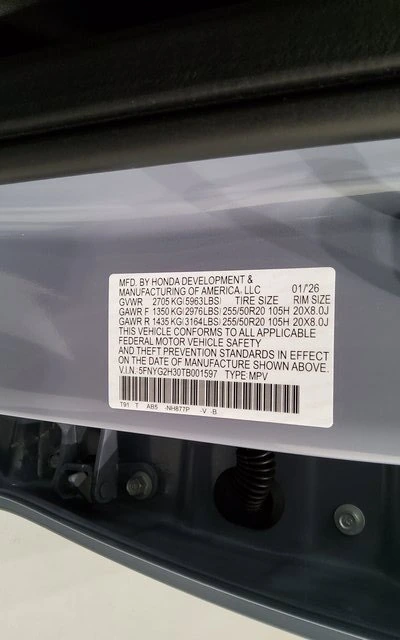 MFD. BY HONDA DEVELOPMENT &
MANUFACTURING OF AMERICA, LLC 01/'26
GVWR 2705 KG(5963LBS) TIRE SIZE RIM SIZE
GAWR F 1350 KG(2976LBS) 255/50R20 105H 20X8.0J
GAWR R 1435 KG(3164LBS) 255/50R20 105H 20X8.0J
THIS VEHICLE CONFORMS TO ALL APPLICABLE
FEDERAL MOTOR VEHICLE SAFETY
AND THEFT PREVENTION STANDARDS IN EFFECT
ON THE DATE OF MANUFACTURE SHOWN ABOVE.
V.I.N.:5FNYG2H30TB001597 TYPE MPV
T91 T AB5 -NH877P -V -B